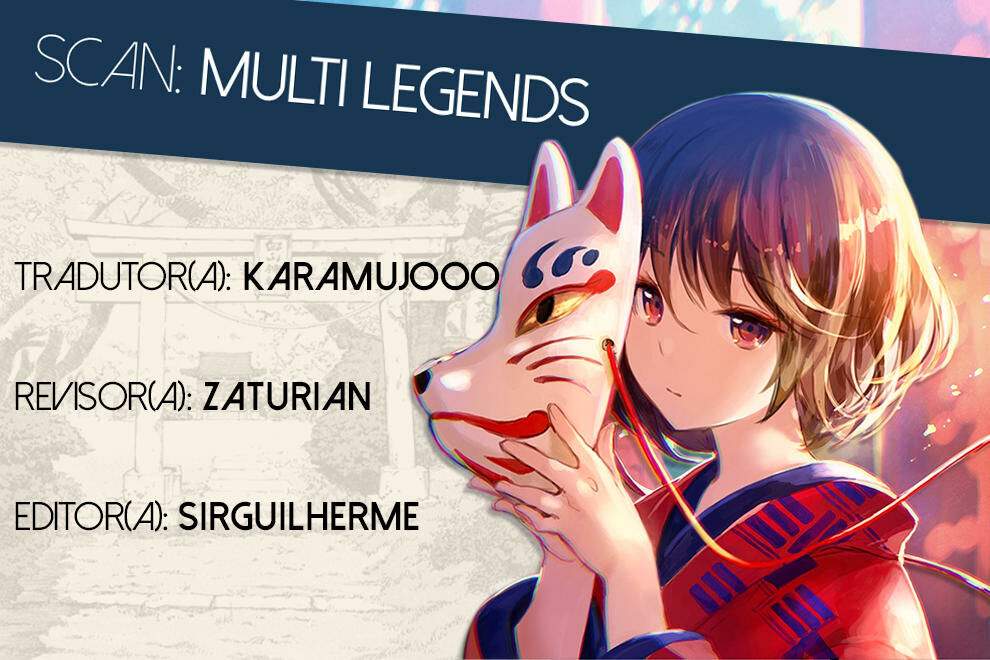 SCAN: MULTI LEGENDS
TRADUTOR(A): KARAMUJOOO
REVISOR(A): ZATURIAN
EDITOR(A): SIRGUILHERME